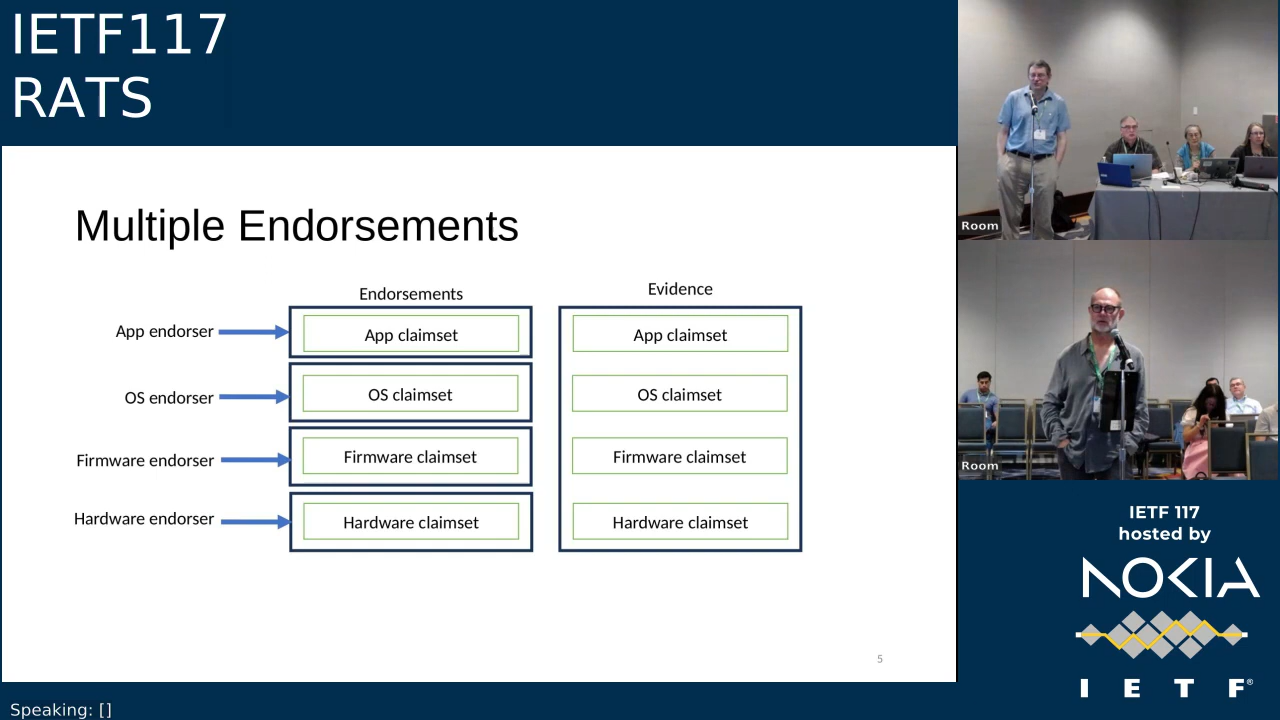 IETF117
RATS
Multiple Endorsements
Endorsements
Evidence
App endorser
App claimset
App claimset
OS endorser
OS claimset
OS claimset
Firmware endorser
Firmware claimset
Firmware claimset
Hardware endorser
Hardware claimset
Hardware claimset
5
Speaking: []
Room
Room
IETF 117
hosted by
NOKIA
I E T F®